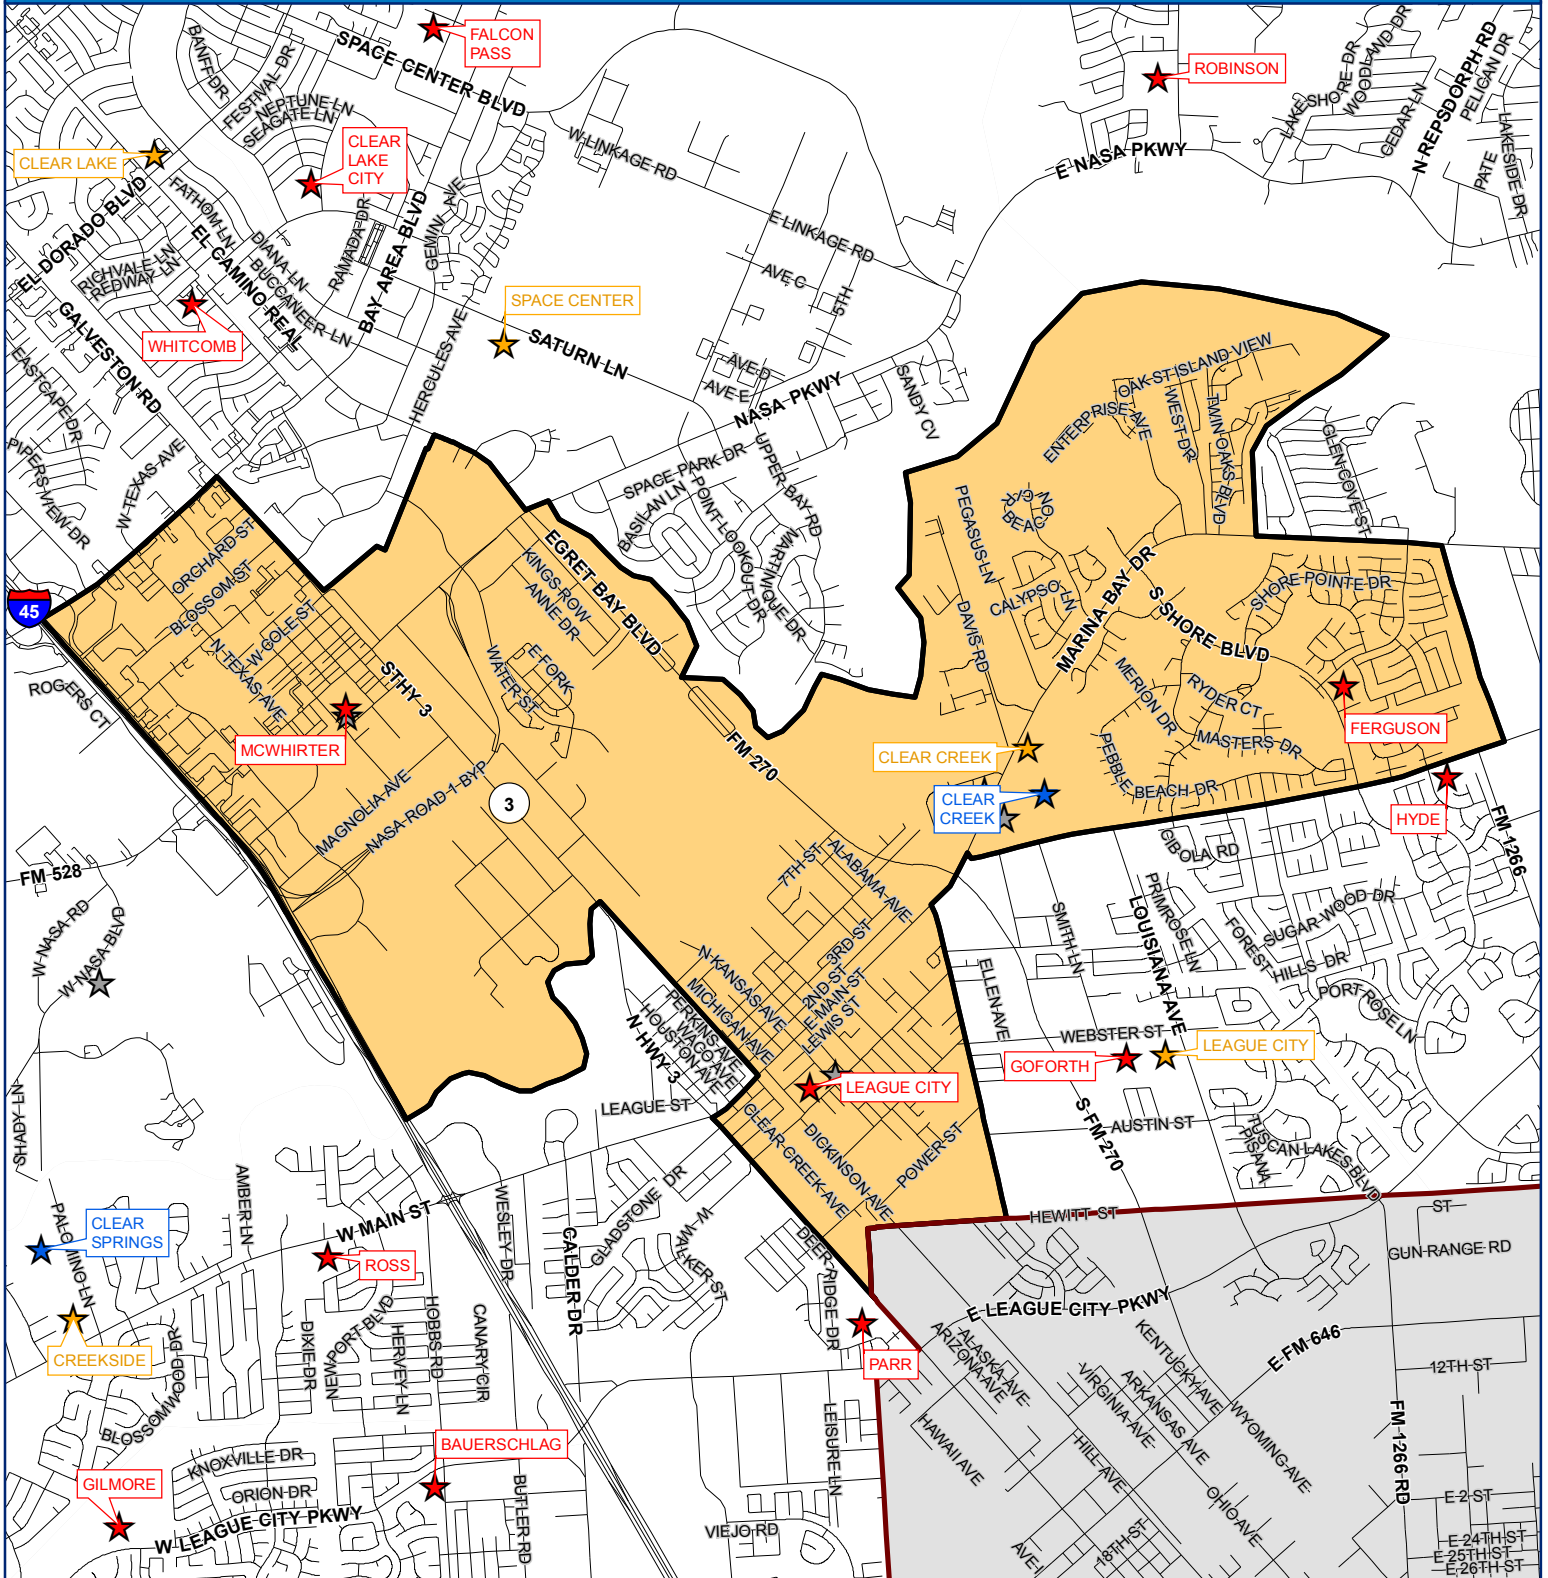 FALCON
PASS
SPACE CENTER BLVD
BANFF DR
FESTIVAL DR
NEPTUNE LN
SEAGATE LN
ROBINSON
LAKE SHORE DR
WOODLAND DR
CEDAR LN
N REPSDORPH RD
PELICAN DR
LAKESIDE DR
PATE
E NASA PKWY
CLEAR LAKE
CLEAR
LAKE
CITY
W LINKAGE RD
E LINKAGE RD
EL DORADO BLVD
FATHOM LN
EL CAMINO REAL
DIANA LN
BUCCANEER LN
RAMADA DR
BAY AREA BLVD
GEMINI AVE
RICHVALE LN
REDWAY LN
AVE C
5TH
SPACE CENTER
WHITCOMB
GALVESTON RD
HERCULES AVE
SATURN LN
AVE D
AVE E
NASA PKWY
SANDY CV
EASTCAPE DR
PIPERS VIEW DR
W TEXAS AVE
OAK ST
ISLAND VIEW
ENTERPRISE AVE
WEST DR
TWIN OAKS BLVD
GLEN COVE ST
SPACE PARK DR
UPPER BAY RD
BASILAN LN
POINT LOOKOUT DR
MARTINIQUE DR
PEGASUS LN
BEACON
CR
ORCHARD ST
BLOSSOM ST
EGRET BAY BLVD
KINGS ROW
ANNE DR
45
W COLE ST
N TEXAS AVE
CALYPSO LN
DAVIS RD
MARINA BAY DR
S SHORE BLVD
SHORE POINTE DR
ROGERS CT
STHY 3
WATER ST
E FORK
MERION DR
RYDER CT
MASTERS DR
FERGUSON
MCWHIRTER
FM 270
CLEAR CREEK
PEBBLE BEACH DR
CLEAR
CREEK
MAGNOLIA AVE
NASA ROAD 1 BYP
3
HYDE
FM 1266
FM 528
7TH ST
ALABAMA AVE
CIBOLA RD
W NASA RD
W NASA BLVD
PRIMROSE LN
LOUISIANA AVE
SMITH LN
SUGAR WOOD DR
FOREST HILLS DR
PORT ROSE LN
3RD ST
2ND ST
E MAIN ST
LEWIS ST
N KANSAS AVE
MICHIGAN AVE
ELLEN AVE
WEBSTER ST
LEAGUE CITY
GOFORTH
PERKINS AVE
WACO AVE
HOUSTON AVE
N HWY 3
LEAGUE CITY
LEAGUE ST
AUSTIN ST
S FM 270
TUSCAN LAKES BLVD
PISANA
SHADY LN
CLEAR CREEK AVE
DICKINSON AVE
POWER ST
HEWITT ST
ST
GUN RANGE RD
CLEAR
SPRINGS
PALOMINO LN
AMBER LN
W MAIN ST
WESLEY DR
CALDER DR
GLADSTONE DR
W WALKER ST
DEER RIDGE DR
ROSS
E LEAGUE CITY PKWY
CREEKSIDE
BLOSSOMWOOD DR
DIXIE DR
NEWPORT BLVD
HERVEY LN
HOBBS RD
CANARY CIR
PARR
ALASKA AVE
ARIZONA AVE
KENTUCKY AVE
E FM 646
12TH ST
VIRGINIA AVE
ARKANSAS AVE
WYOMING AVE
FM 1266 RD
LEISURE LN
HAWAII AVE
HILL AVE
OHIO AVE
KNOXVILLE DR
ORION DR
BAUERSCHLAG
GILMORE
W LEAGUE CITY PKWY
BUTLER RD
VIEJO RD
AVE I
18TH ST
E 2 ST
E 24TH ST
E 25TH ST
E 26TH ST